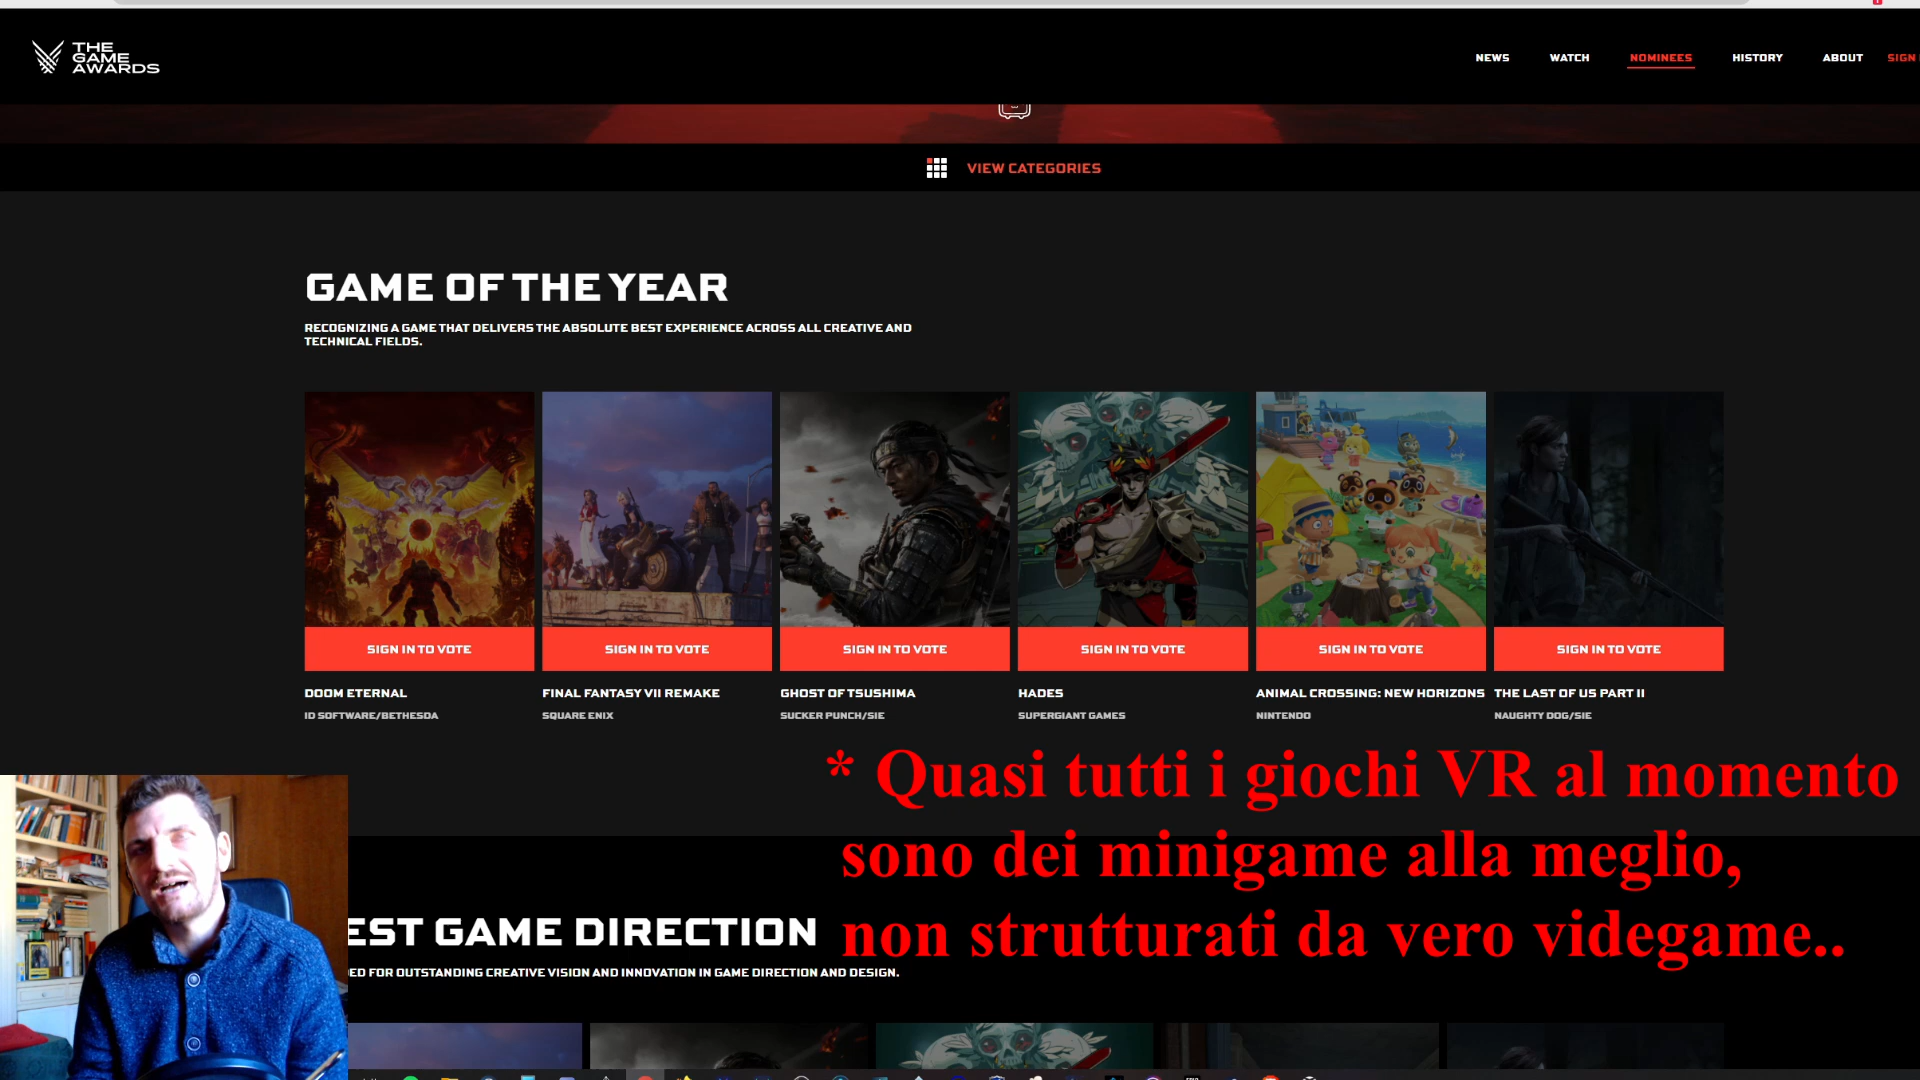 THE
GAME
AWARDS
NEWS WATCH NOMINEES HISTORY ABOUT SIGN
VIEW CATEGORIES
GAME OF THE YEAR
RECOGNIZING A GAME THAT DELIVERS THE ABSOLUTE BEST EXPERIENCE ACROSS ALL CREATIVE AND
TECHNICAL FIELDS.
SIGN IN TO VOTE SIGN IN TO VOTE SIGN IN TO VOTE SIGN IN TO VOTE SIGN IN TO VOTE SIGN IN TO VOTE
DOOM ETERNAL FINAL FANTASY VII REMAKE GHOST OF TSUSHIMA HADES ANIMAL CROSSING: NEW HORIZONS THE LAST OF US PART II
ID SOFTWARE/BETHESDA SQUARE ENIX SUCKER PUNCH/SIE SUPERGIANT GAMES NINTENDO NAUGHTY DOG/SIE
* Quasi tutti i giochi VR al momento
sono dei minigame alla meglio,
non strutturati da vero videgame..
EST GAME DIRECTION
ED FOR OUTSTANDING CREATIVE VISION AND INNOVATION IN GAME DIRECTION AND DESIGN.